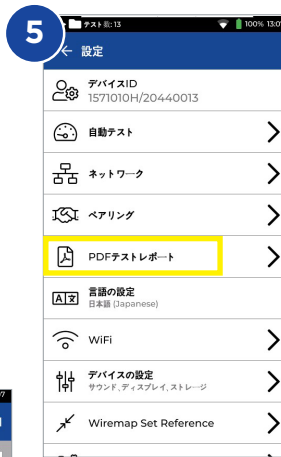 5
テスト数: 13
100% 13:07
設定
デバイスID
1571010H/20440013
自動テスト
ネットワーク
ペアリング
PDFテストレポート
言語の設定
日本語 (Japanese)
WiFi
デバイスの設定
サウンド, ディスプレイ, ストレージ
Wiremap Set Reference